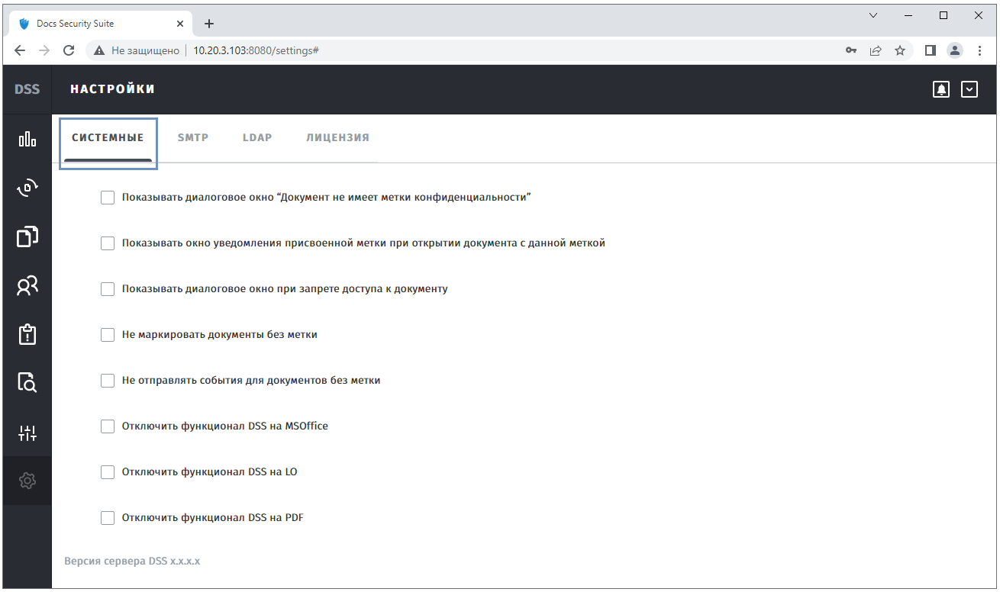 Docs Security Suite
Не защищено
10.20.3.103:8080/settings#
DSS
НАСТРОЙКИ
СИСТЕМНЫЕ
SMTP
LDAP
ЛИЦЕНЗИЯ
Показывать диалоговое окно “Документ не имеет метки конфиденциальности”
Показывать окно уведомления присвоенной метки при открытии документа с данной меткой
Показывать диалоговое окно при запрете доступа к документу
Не маркировать документы без метки
Не отправлять события для документов без метки
Отключить функционал DSS на MSOffice
Отключить функционал DSS на LO
Отключить функционал DSS на PDF
Версия сервера DSS x.x.x.x